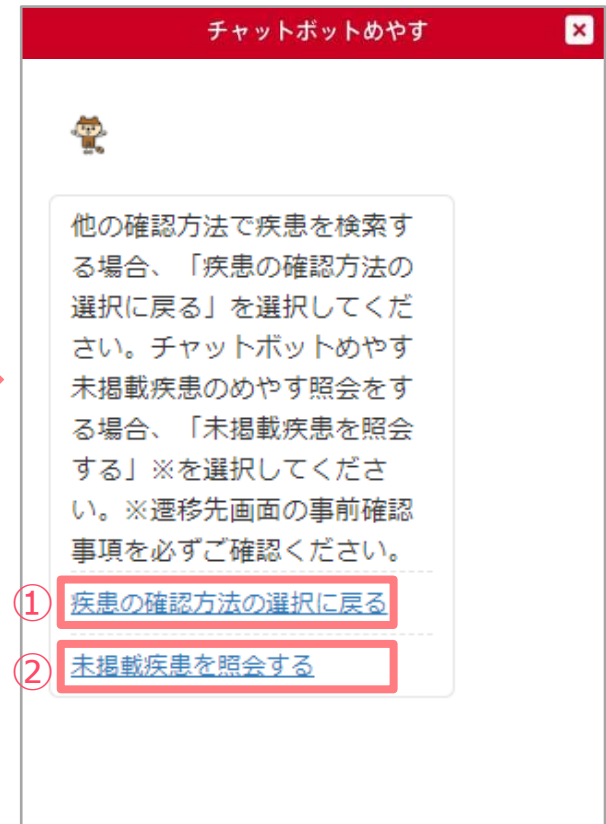 チャットボットめやす
他の確認方法で疾患を検索す
る場合、「疾患の確認方法の
選択に戻る」を選択してくだ
さい。チャットボットめやす
未掲載疾患のめやす照会をす
る場合、「未掲載疾患を照会
する」※を選択してくださ
い。※遷移先画面の事前確認
事項を必ずご確認ください。
① 疾患の確認方法の選択に戻る
② 未掲載疾患を照会する